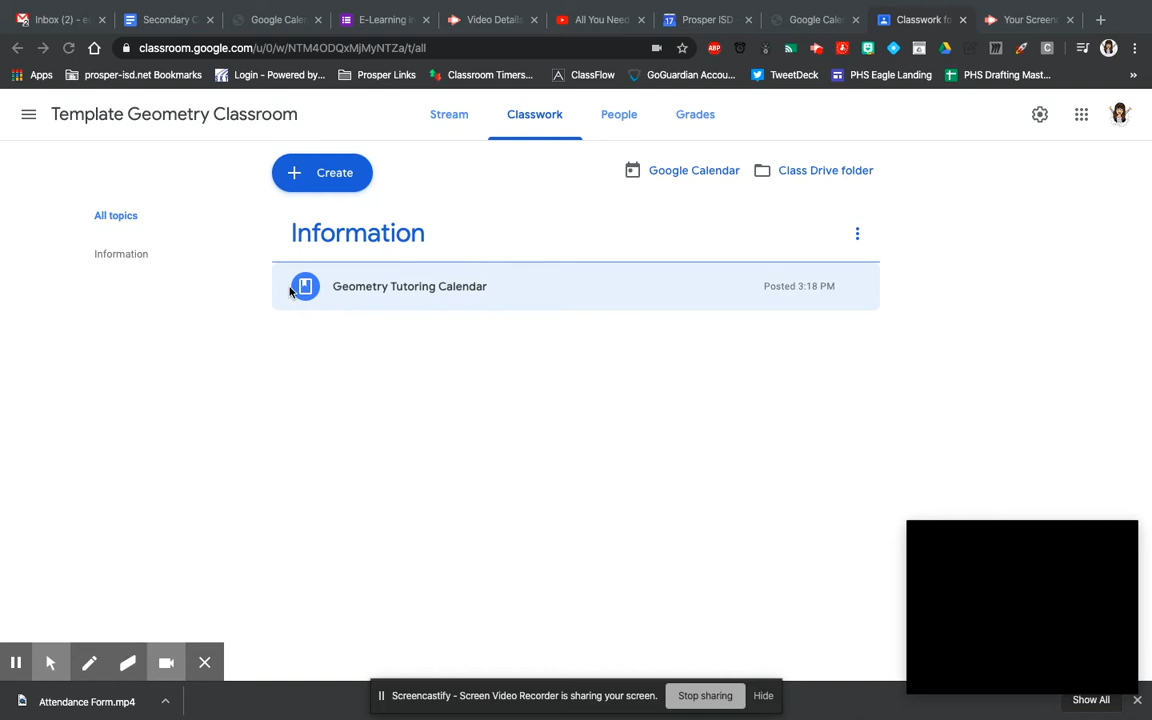 Inbox (2) - e
Secondary C
Google Cale
E-Learning in
Video Details
All You Need
17
Prosper ISD -
Google Cale
Classwork fo
Your Screen
classroom.google.com/u/0/w/NTM4ODQxMjMyNTZa/t/all
ABP
C
Apps
prosper-isd.net Bookmarks
Login - Powered by...
Prosper Links
Classroom Timers...
ClassFlow
GoGuardian Accou...
TweetDeck
PHS Eagle Landing
PHS Drafting Mast...
»
Template Geometry Classroom
Stream
Classwork
People
Grades
+ Create
Google Calendar
Class Drive folder
All topics
Information
Information
Geometry Tutoring Calendar
Posted 3:18 PM
Screencastify - Screen Video Recorder is sharing your screen.
Stop sharing
Hide
Attendance Form.mp4
Show All